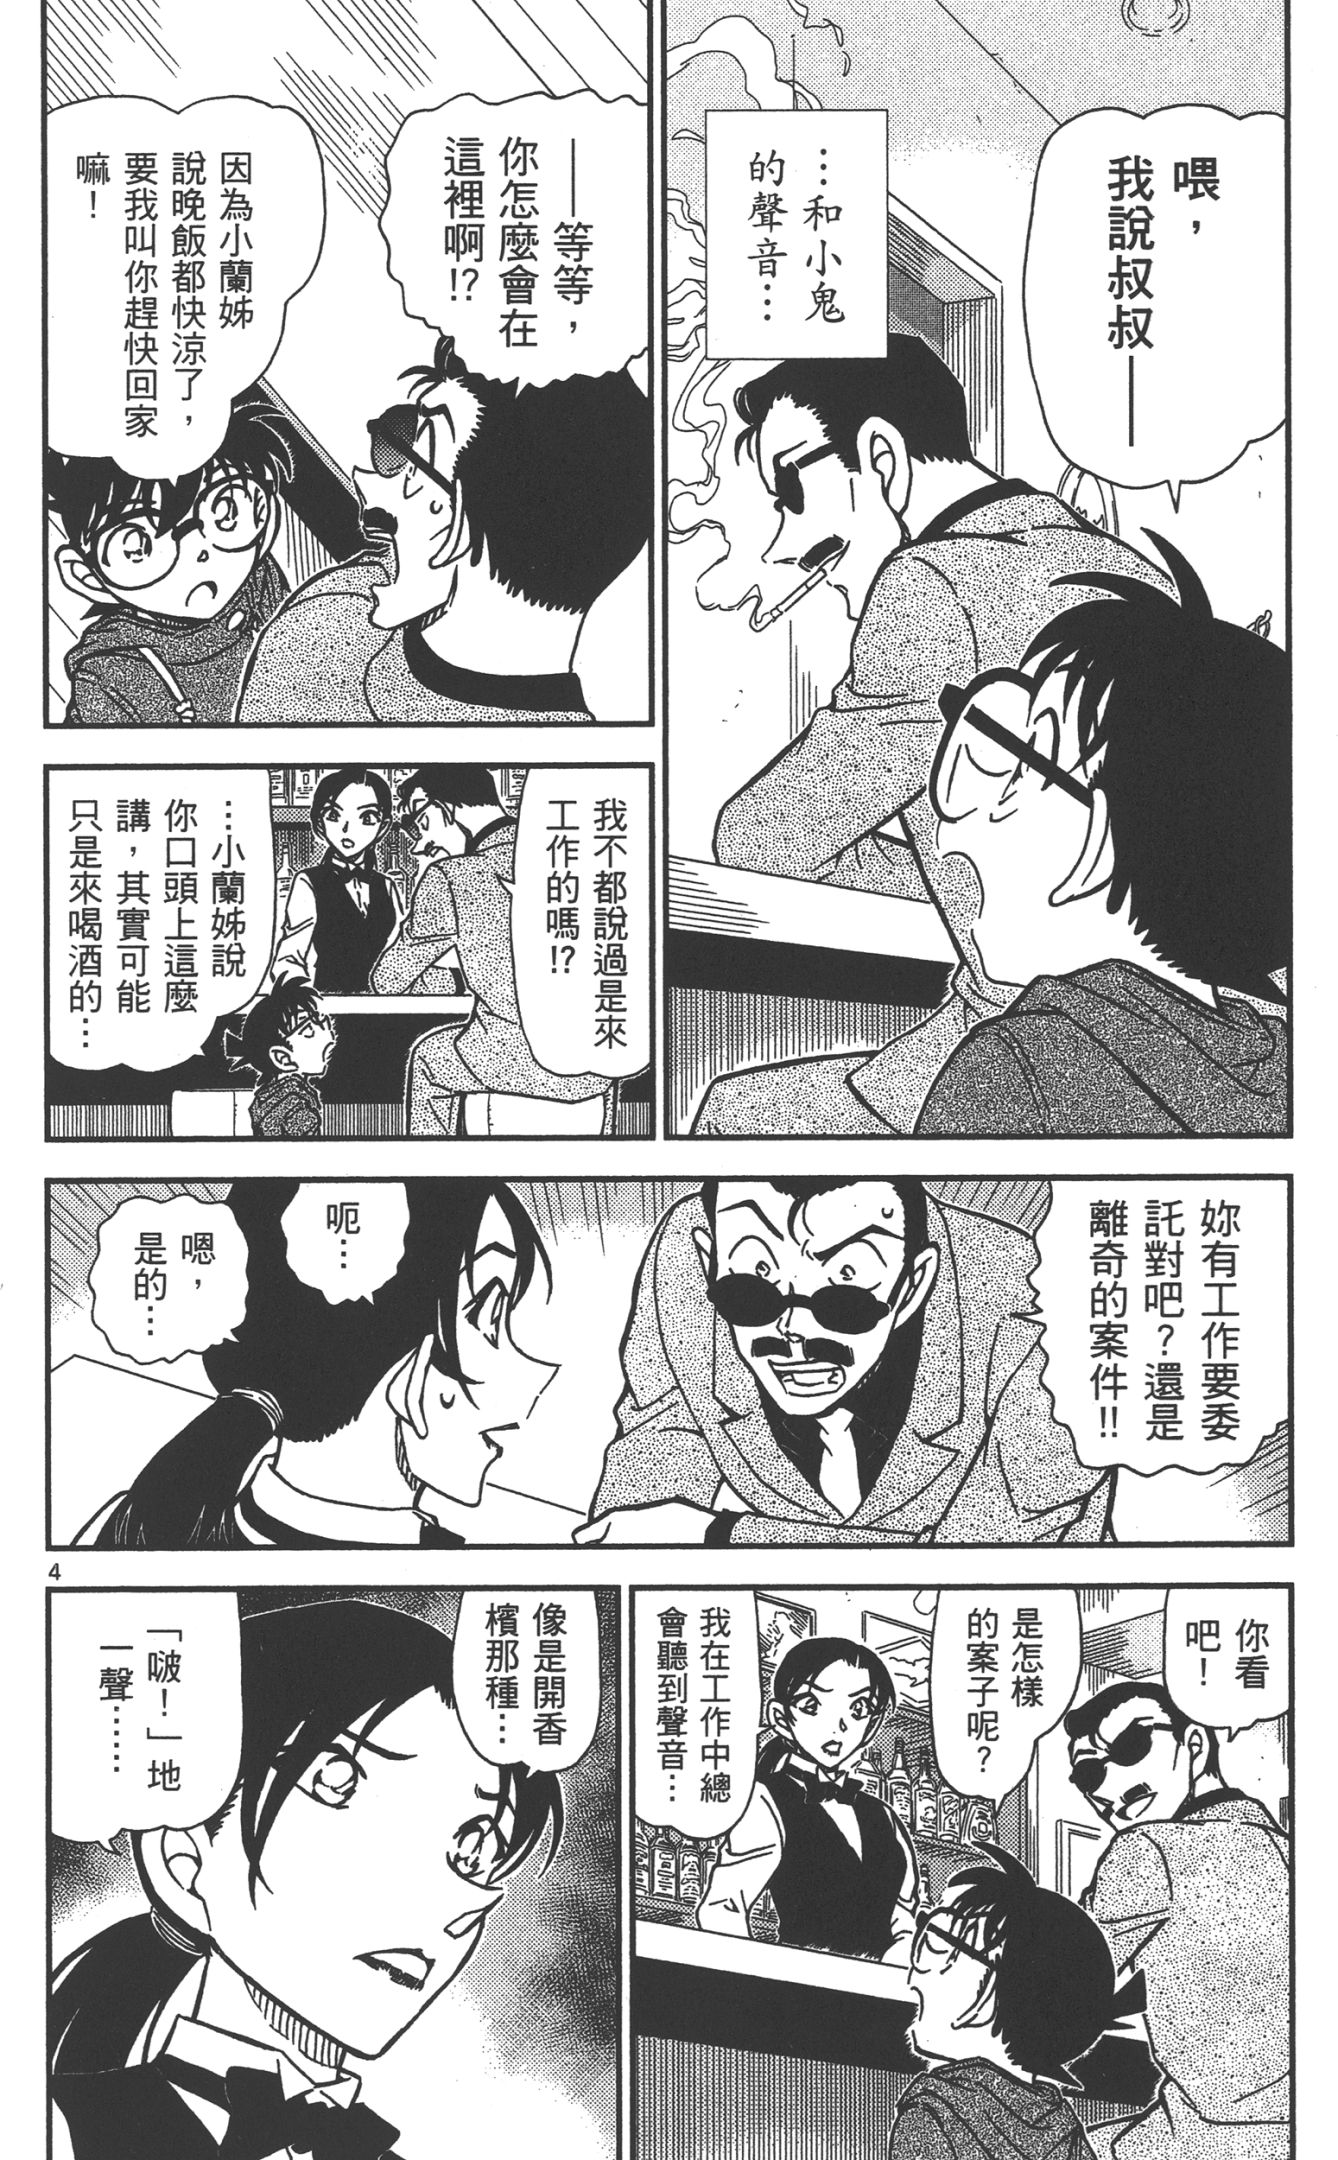 喂，
我說叔叔——
…和小鬼
的聲音…
——等等，
你怎麼會在
這裡啊!?
因為小蘭姊
說晚飯都快涼了，
要我叫你趕快回家
嘛！
我不都說過是來
工作的嗎!?
…小蘭姊說
你口頭上這麼
講，其實可能
只是來喝酒的…
妳有工作要委
託對吧？還是
離奇的案件!!
呃…
嗯，
是的…
4
你看
吧！
是怎樣
的案子呢？
我在工作中總
會聽到聲音…
像是開香
檳那種…
「啵！」地
一聲……